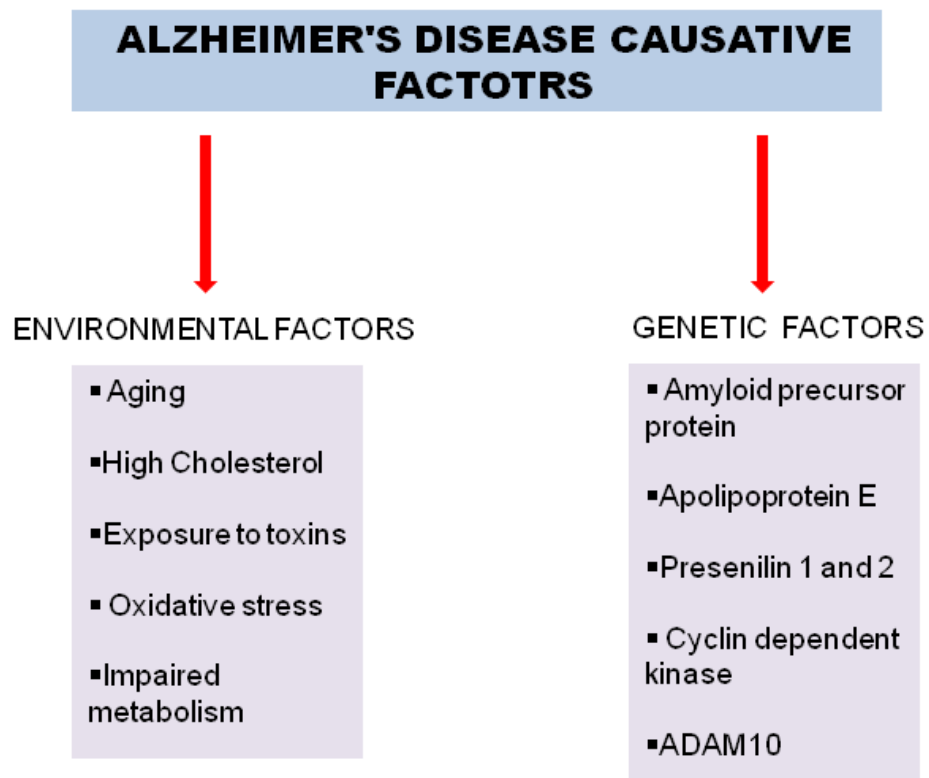 ALZHEIMER'S DISEASE CAUSATIVE
FACTOTRS
ENVIRONMENTAL FACTORS
▪ Aging
▪High Cholesterol
▪Exposure to toxins
▪ Oxidative stress
▪Impaired
metabolism
GENETIC FACTORS
▪ Amyloid precursor
protein
▪Apolipoprotein E
▪Presenilin 1 and 2
▪ Cyclin dependent
kinase
▪ADAM10